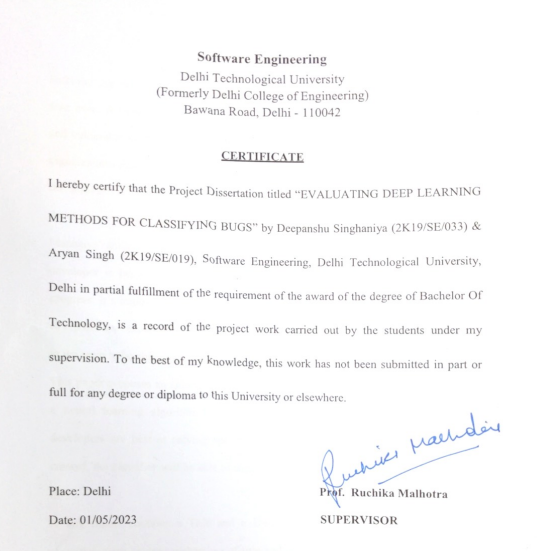 Software Engineering
Delhi Technological University
(Formerly Delhi College of Engineering)
Bawana Road, Delhi - 110042
CERTIFICATE
I hereby certify that the Project Dissertation titled “EVALUATING DEEP LEARNING
METHODS FOR CLASSIFYING BUGS” by Deepanshu Singhaniya (2K19/SE/033) &
Aryan Singh (2K19/SE/019), Software Engineering, Delhi Technological University,
Delhi in partial fulfillment of the requirement of the award of the degree of Bachelor Of
Technology, is a record of the project work carried out by the students under my
supervision. To the best of my knowledge, this work has not been submitted in part or
full for any degree or diploma to this University or elsewhere.
Ruchika Malhotra
Place: Delhi
Prof. Ruchika Malhotra
Date: 01/05/2023
SUPERVISOR